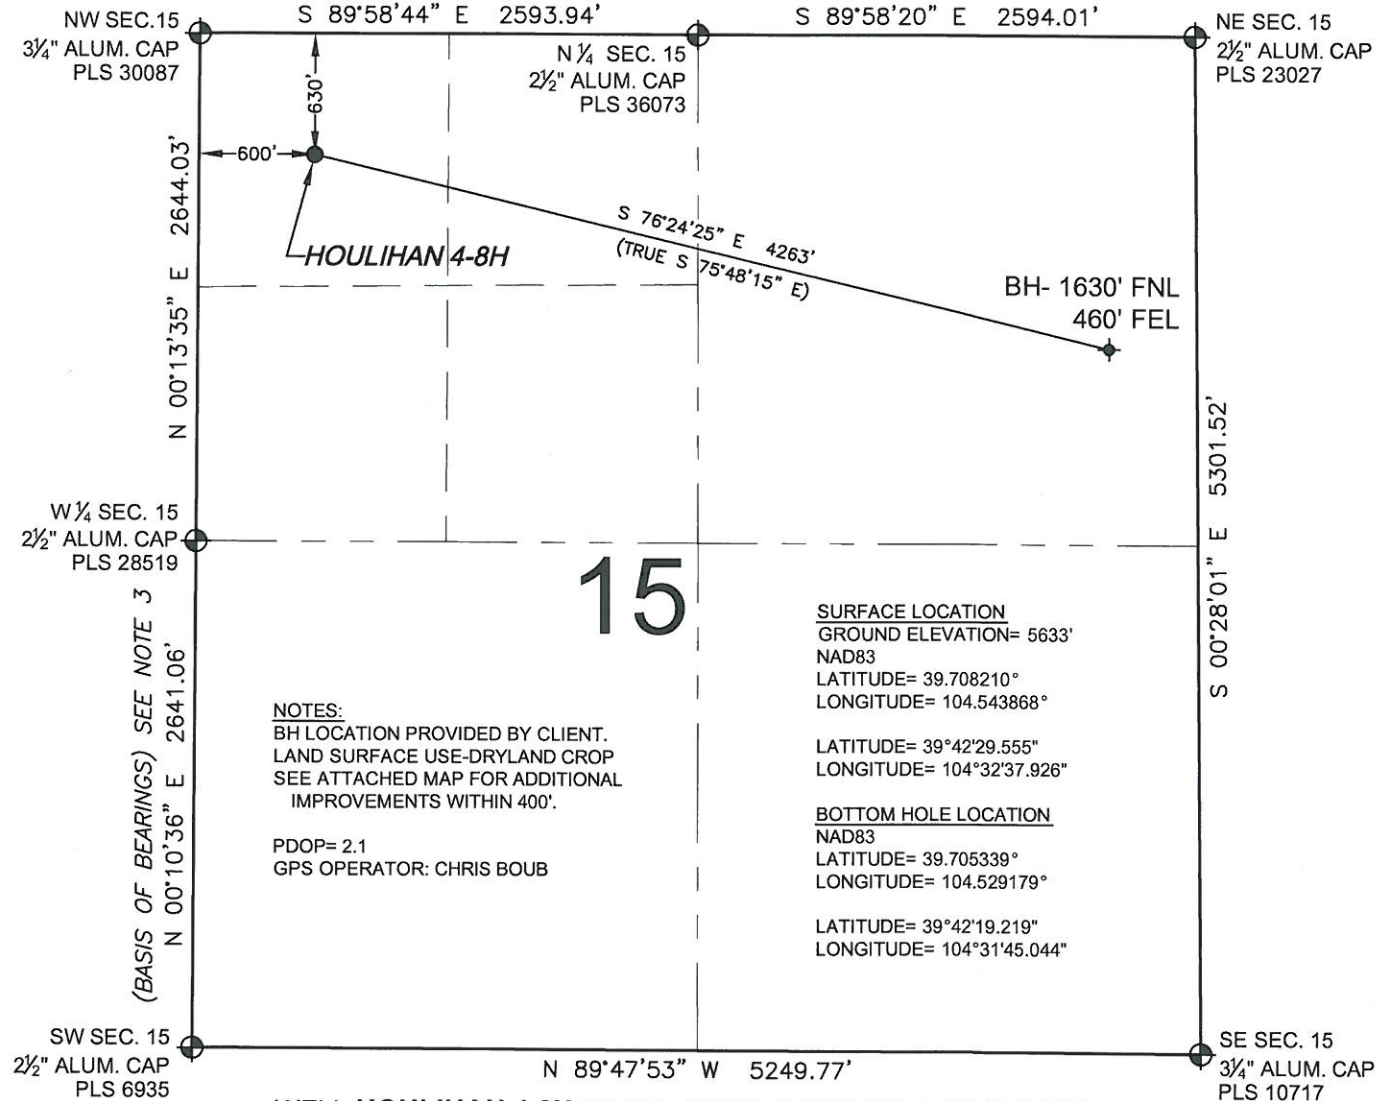 S 89°58'44" E 2593.94'
S 89°58'20" E 2594.01'
NW SEC.15
3¼" ALUM. CAP
PLS 30087
N ¼ SEC. 15
2½" ALUM. CAP
PLS 36073
NE SEC. 15
2½" ALUM. CAP
PLS 23027
630'
600'
HOULIHAN 4-8H
N 00°13'35" E 2644.03'
S 76°24'25" E 4263'
(TRUE S 75°48'15" E)
BH- 1630' FNL
460' FEL
S 00°28'01" E 5301.52'
W ¼ SEC. 15
2½" ALUM. CAP
PLS 28519
15
(BASIS OF BEARINGS) SEE NOTE 3
N 00°10'36" E 2641.06'
NOTES:
BH LOCATION PROVIDED BY CLIENT.
LAND SURFACE USE-DRYLAND CROP
SEE ATTACHED MAP FOR ADDITIONAL
IMPROVEMENTS WITHIN 400'.
PDOP= 2.1
GPS OPERATOR: CHRIS BOUB
SURFACE LOCATION
GROUND ELEVATION= 5633'
NAD83
LATITUDE= 39.708210°
LONGITUDE= 104.543868°
LATITUDE= 39°42'29.555"
LONGITUDE= 104°32'37.926"
BOTTOM HOLE LOCATION
NAD83
LATITUDE= 39.705339°
LONGITUDE= 104.529179°
LATITUDE= 39°42'19.219"
LONGITUDE= 104°31'45.044"
SW SEC. 15
2½" ALUM. CAP
PLS 6935
N 89°47'53" W 5249.77'
SE SEC. 15
3¼" ALUM. CAP
PLS 10717